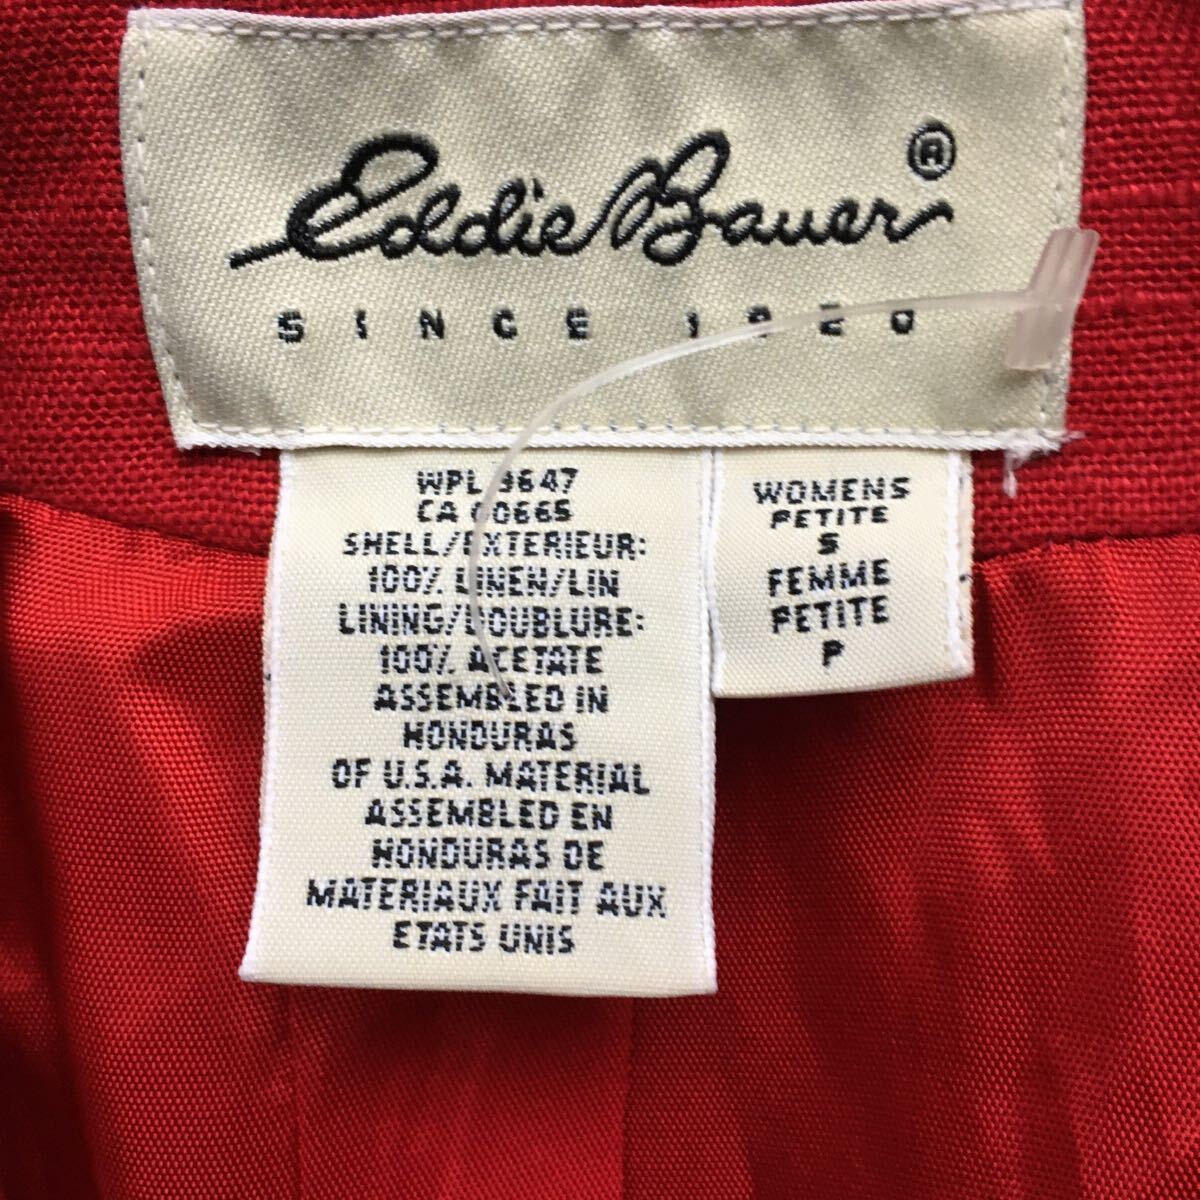 Eddie Bauer ®
SINCE 1920
WPL 9647
CA 00665
SHELL/EXTERIEUR:
100% LINEN/LIN
LINING/DOUBLURE:
100% ACETATE
ASSEMBLED IN
HONDURAS
OF U.S.A. MATERIAL
ASSEMBLED EN
HONDURAS DE
MATERIAUX FAIT AUX
ETATS UNIS
WOMENS
PETITE
S
FEMME
PETITE
P